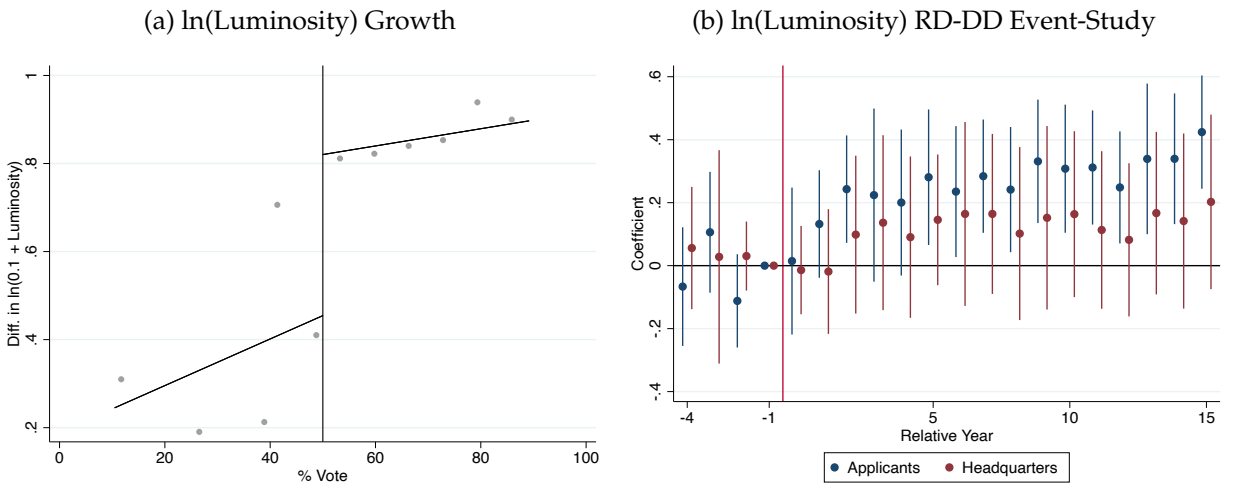 (a) ln(Luminosity) Growth
Diff. in ln(0.1 + Luminosity)
1
.8
.6
.4
.2
0 20 40 60 80 100
% Vote
(b) ln(Luminosity) RD-DD Event-Study
Coefficient
.6
.4
.2
0
-.2
-.4
-4 -1 5 10 15
Relative Year
Applicants Headquarters